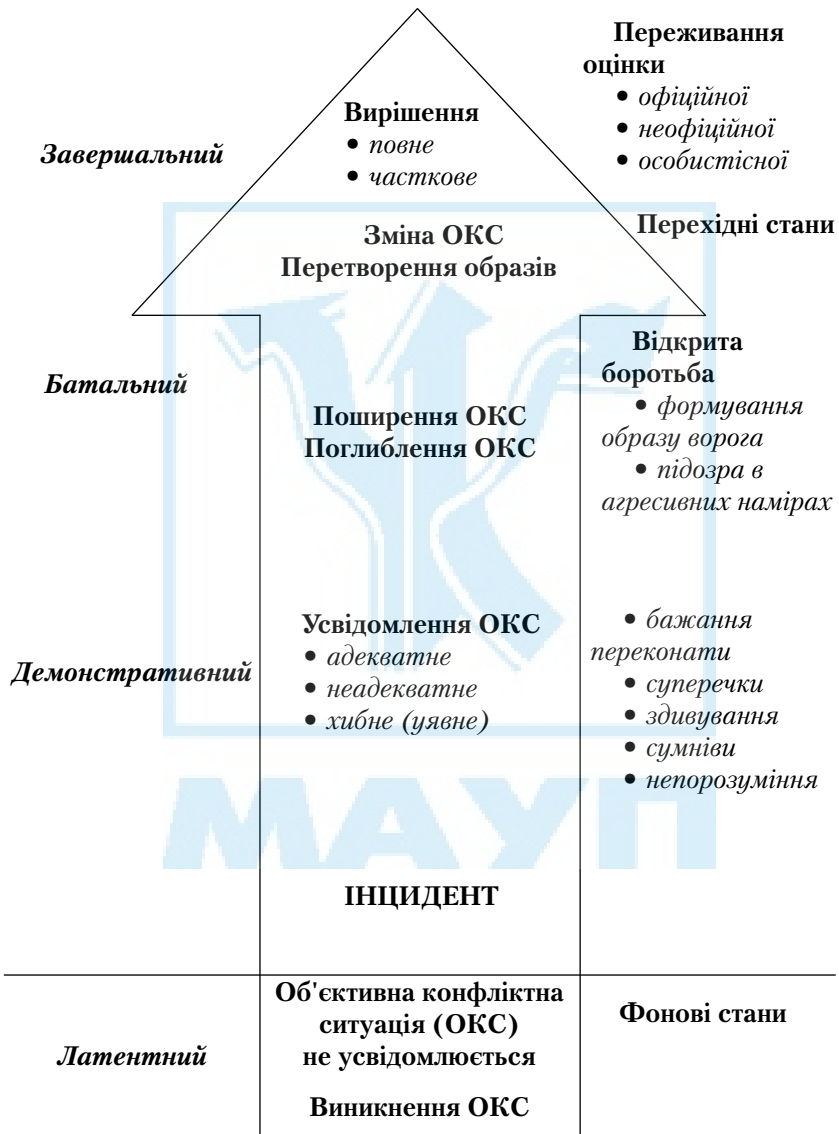 Переживання
оцінки
• офіційної
• неофіційної
• особистісної
Вирішення
• повне
• часткове
Завершальний
Перехідні стани
Зміна ОКС
Перетворення образів
Відкрита
боротьба
• формування
образу ворога
• підозра в
агресивних намірах
Батальний
Поширення ОКС
Поглиблення ОКС
Усвідомлення ОКС
• адекватне
• неадекватне
• хибне (уявне)
Демонстративний
• бажання
переконати
• суперечки
• здивування
• сумніви
• непорозуміння
МАУП
ІНЦИДЕНТ
Об'єктивна конфліктна
ситуація (ОКС)
не усвідомлюється
Виникнення ОКС
Фонові стани
Латентний